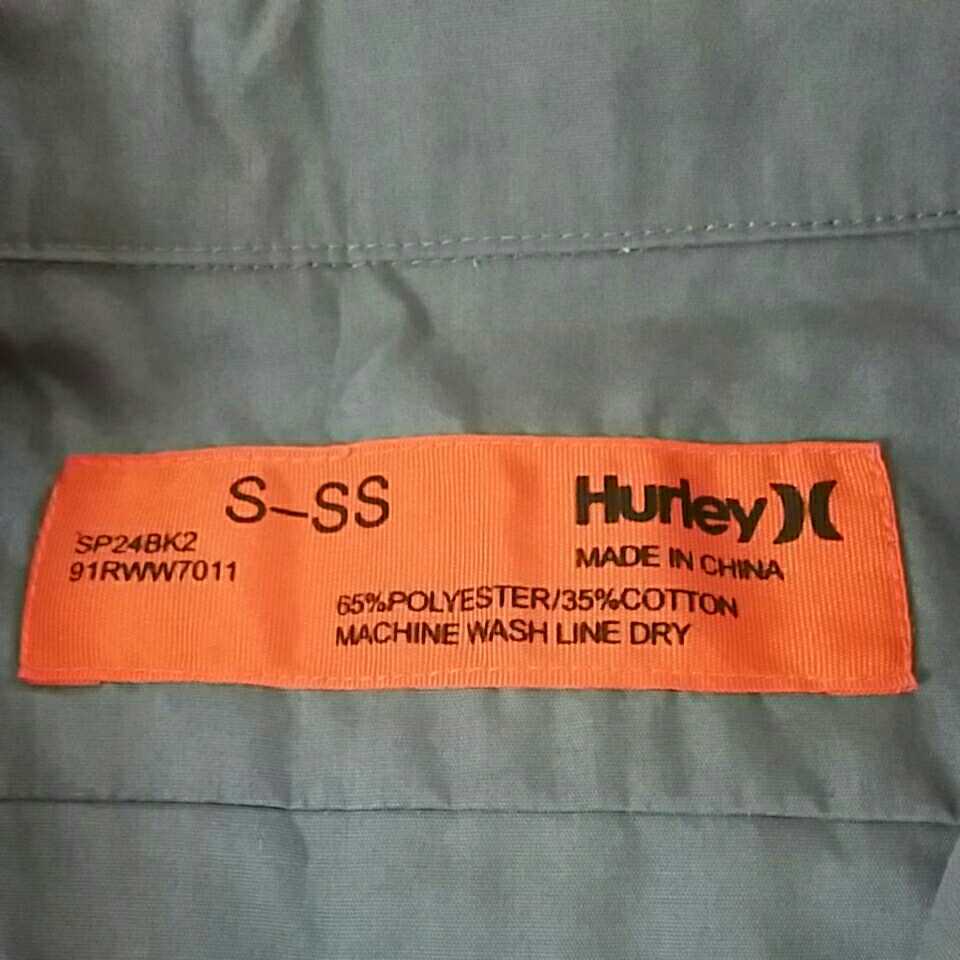 S-SS
Hurley
SP24BK2
91RWW7011
MADE IN CHINA
65%POLYESTER/35%COTTON
MACHINE WASH LINE DRY